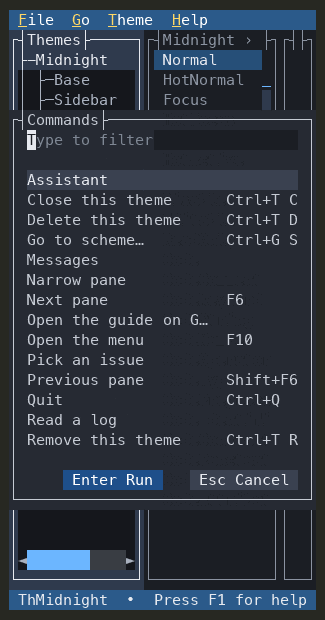 File Go Theme Help
Themes Midnight ›
Midnight Normal
Base HotNormal
Sidebar Focus
Commands
Type to filter
Assistant
Close this theme Ctrl+T C
Delete this theme Ctrl+T D
Go to scheme… Ctrl+G S
Messages
Narrow pane
Next pane F6
Open the guide on G…
Open the menu F10
Pick an issue
Previous pane Shift+F6
Quit Ctrl+Q
Read a log
Remove this theme Ctrl+T R
Enter Run Esc Cancel
ThMidnight • Press F1 for help